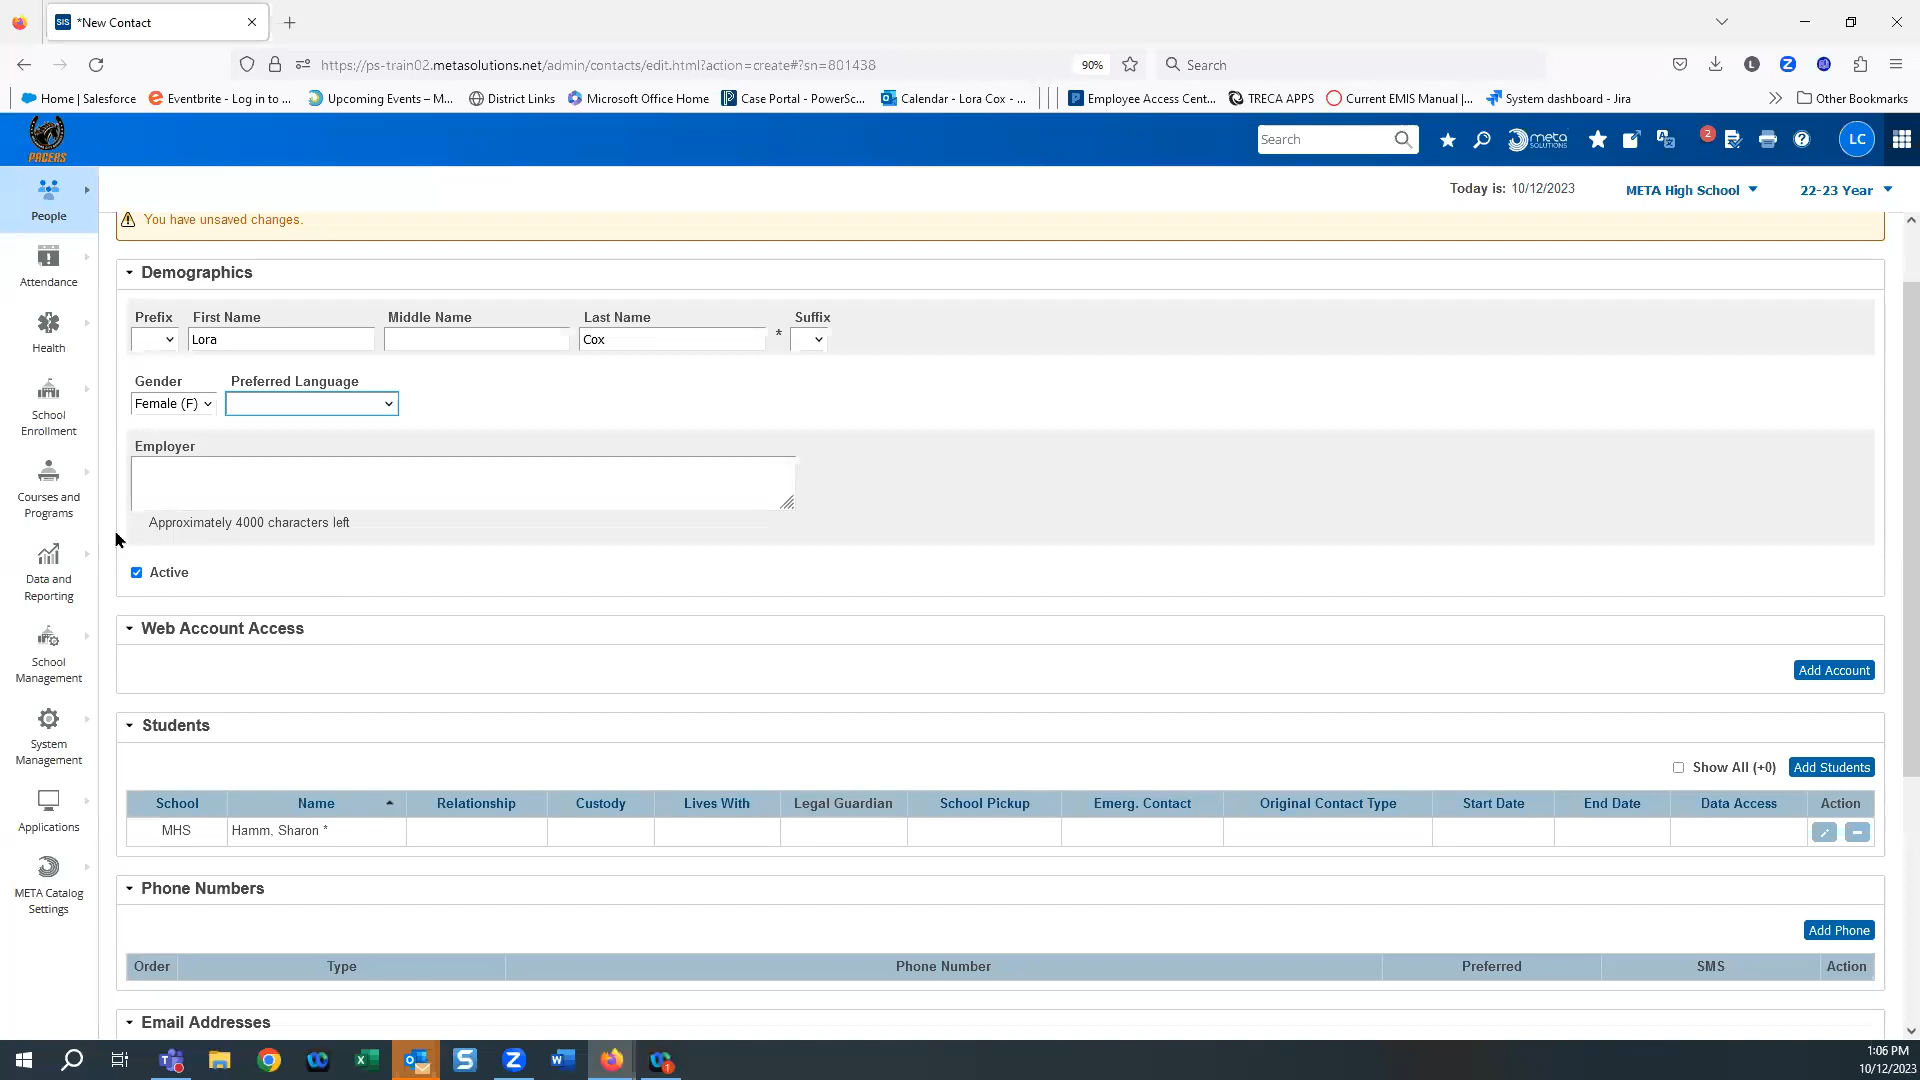 SIS *New Contact
https://ps-train02.metasolutions.net/admin/contacts/edit.html?action=create#?sn=801438
90%
Search
Home | Salesforce
Eventbrite - Log in to ...
Upcoming Events – M...
District Links
Microsoft Office Home
Case Portal - PowerSc...
Calendar - Lora Cox - ...
Employee Access Cent...
TRECA APPS
Current EMIS Manual |...
System dashboard - Jira
Other Bookmarks
PACERS
Search
meta
SOLUTIONS
2
LC
Today is: 10/12/2023
META High School
22-23 Year
People
Attendance
Health
School
Enrollment
Courses and
Programs
Data and
Reporting
School
Management
System
Management
Applications
META Catalog
Settings
You have unsaved changes.
Demographics
Prefix First Name Middle Name Last Name Suffix
Lora Cox *
Gender Preferred Language
Female (F)
Employer
Approximately 4000 characters left
Active
Web Account Access
Add Account
Students
Show All (+0) Add Students
School Name Relationship Custody Lives With Legal Guardian School Pickup Emerg. Contact Original Contact Type Start Date End Date Data Access Action
MHS Hamm, Sharon *
Phone Numbers
Add Phone
Order Type Phone Number Preferred SMS Action
Email Addresses
1:06 PM
10/12/2023